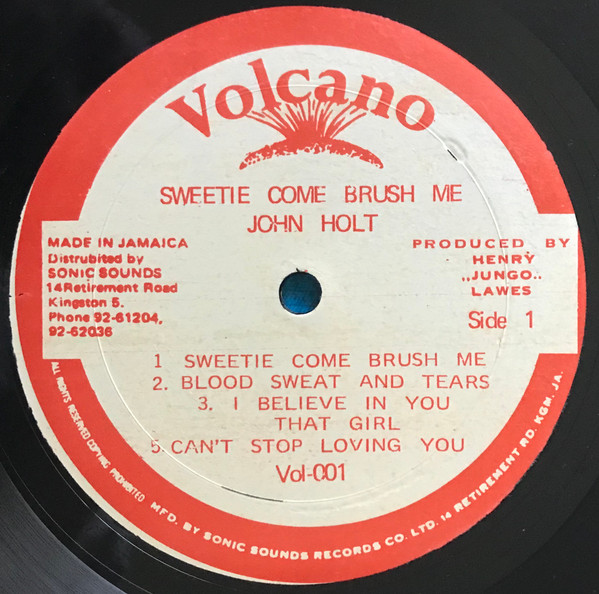 Volcano
SWEETIE COME BRUSH ME
JOHN HOLT
MADE IN JAMAICA
Distrubited by
SONIC SOUNDS
14Retirement Road
Kingston 5.
Phone 92-61204,
92-62036
PRODUCED BY
HENRY
,,JUNGO..
LAWES
Side 1
1 SWEETIE COME BRUSH ME
2. BLOOD SWEAT AND TEARS
3, I BELIEVE IN YOU
THAT GIRL
5.CAN'T STOP LOVING YOU
Vol-001
ALL RIGHTS RESERVED COPYRIC PROHIBITED MFD. BY SONIC SOUNDS RECORDS CO. LTD. 14 RETIREMENT RD. KGN. JA.